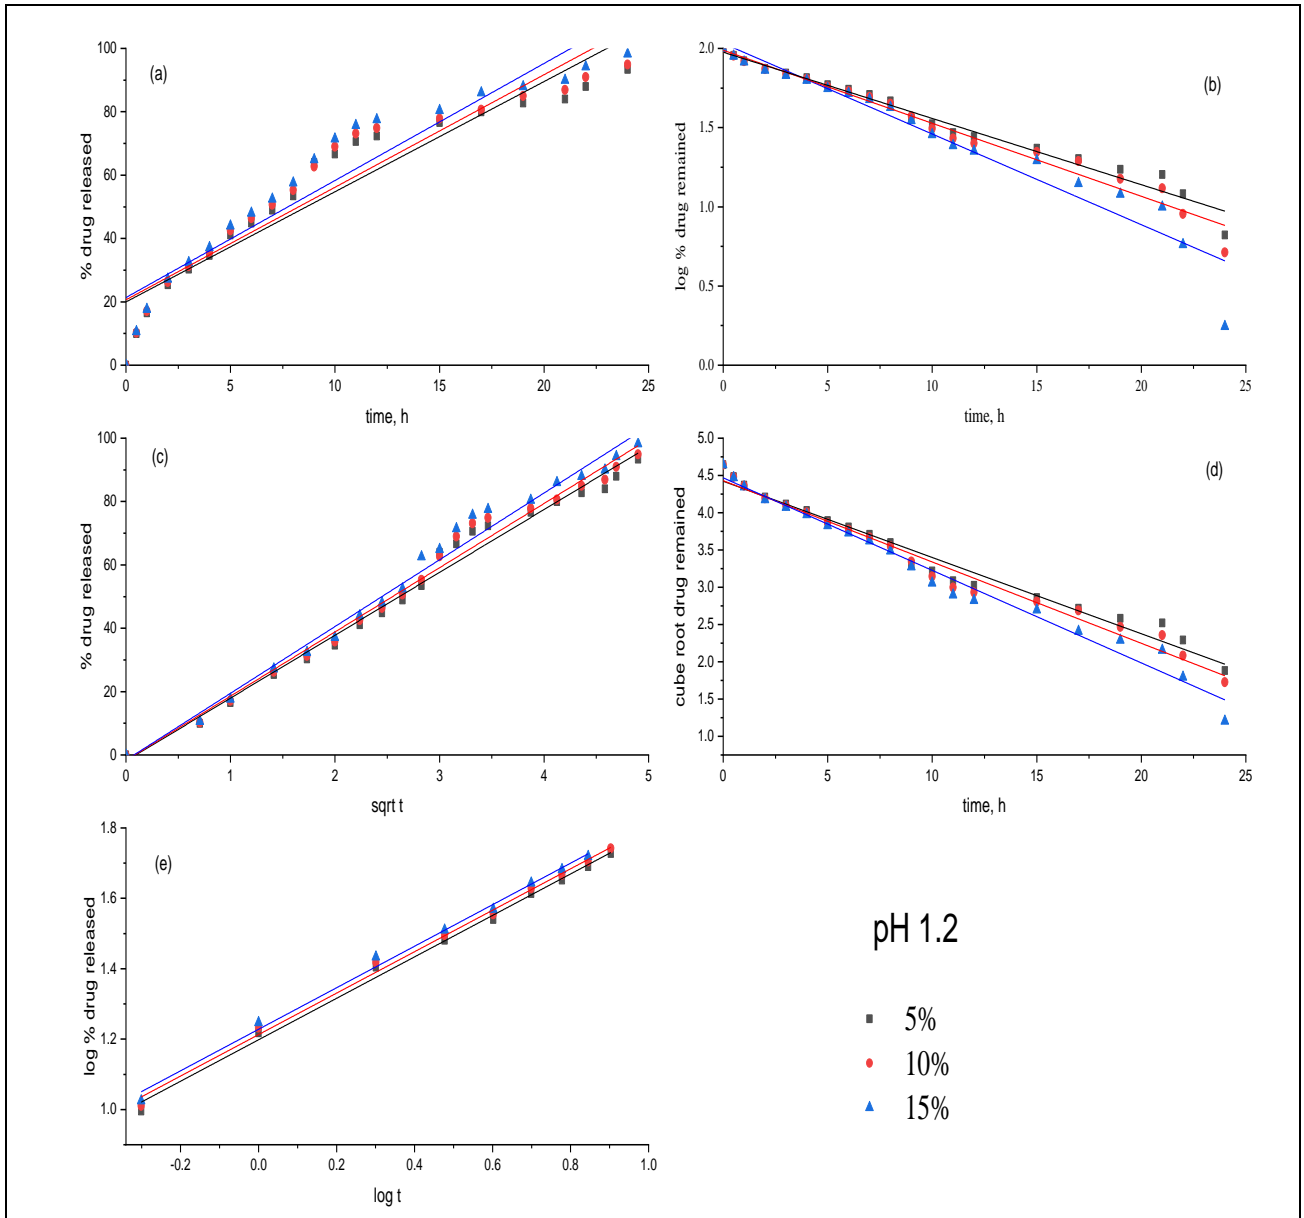 (a)
% drug released
100
80
60
40
20
0
0 5 10 15 20 25
time, h
(b)
log % drug remained
2.0
1.5
1.0
0.5
0.0
0 5 10 15 20 25
time, h
(c)
% drug released
100
80
60
40
20
0
0 1 2 3 4 5
sqrt t
(d)
cube root drug remained
5.0
4.5
4.0
3.5
3.0
2.5
2.0
1.5
1.0
0 5 10 15 20 25
time, h
(e)
log % drug released
1.8
1.6
1.4
1.2
1.0
-0.2 0.0 0.2 0.4 0.6 0.8 1.0
log t
pH 1.2
5%
10%
15%